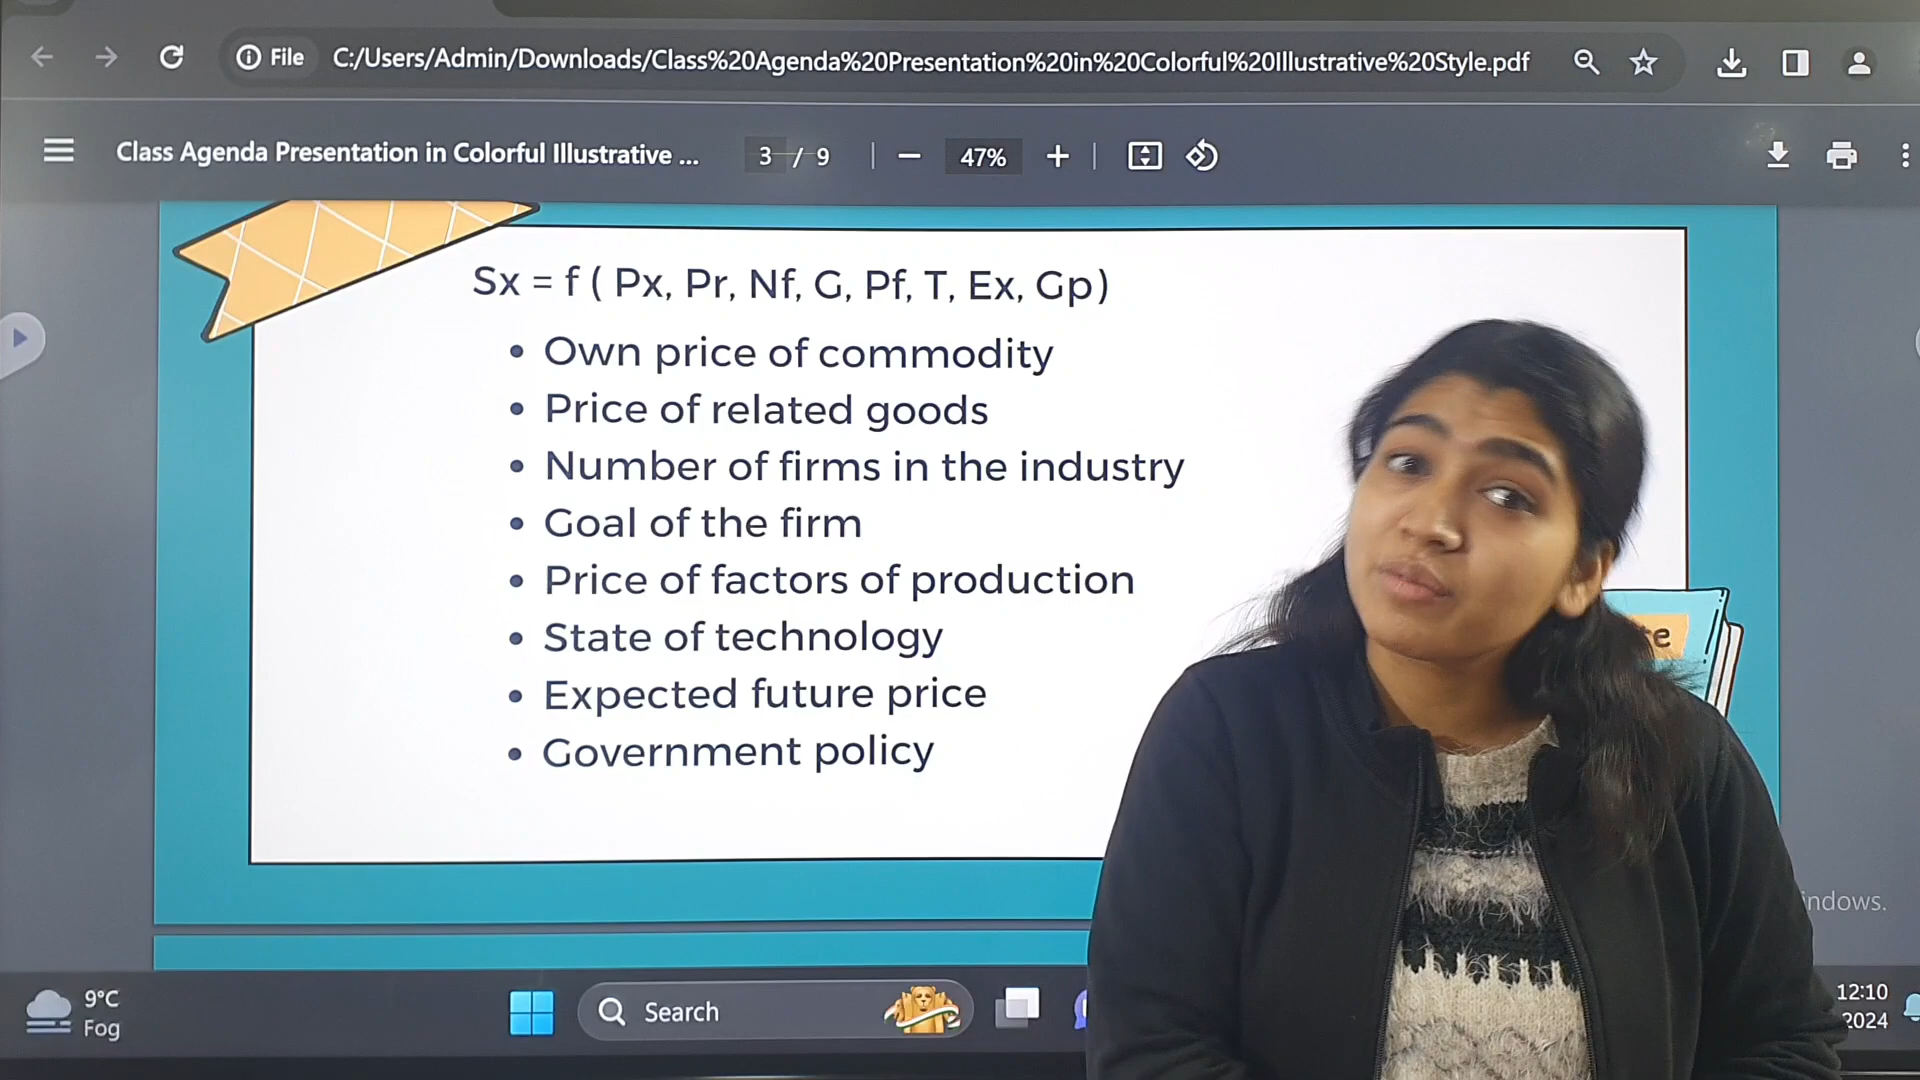 File C:/Users/Admin/Downloads/Class%20Agenda%20Presentation%20in%20Colorful%20Illustrative%20Style.pdf
Class Agenda Presentation in Colorful Illustrative ... 3 / 9 47%
Sx = f ( Px, Pr, Nf, G, Pf, T, Ex, Gp)
• Own price of commodity
• Price of related goods
• Number of firms in the industry
• Goal of the firm
• Price of factors of production
• State of technology
• Expected future price
• Government policy
9°C
Fog
Search
12:10
2024